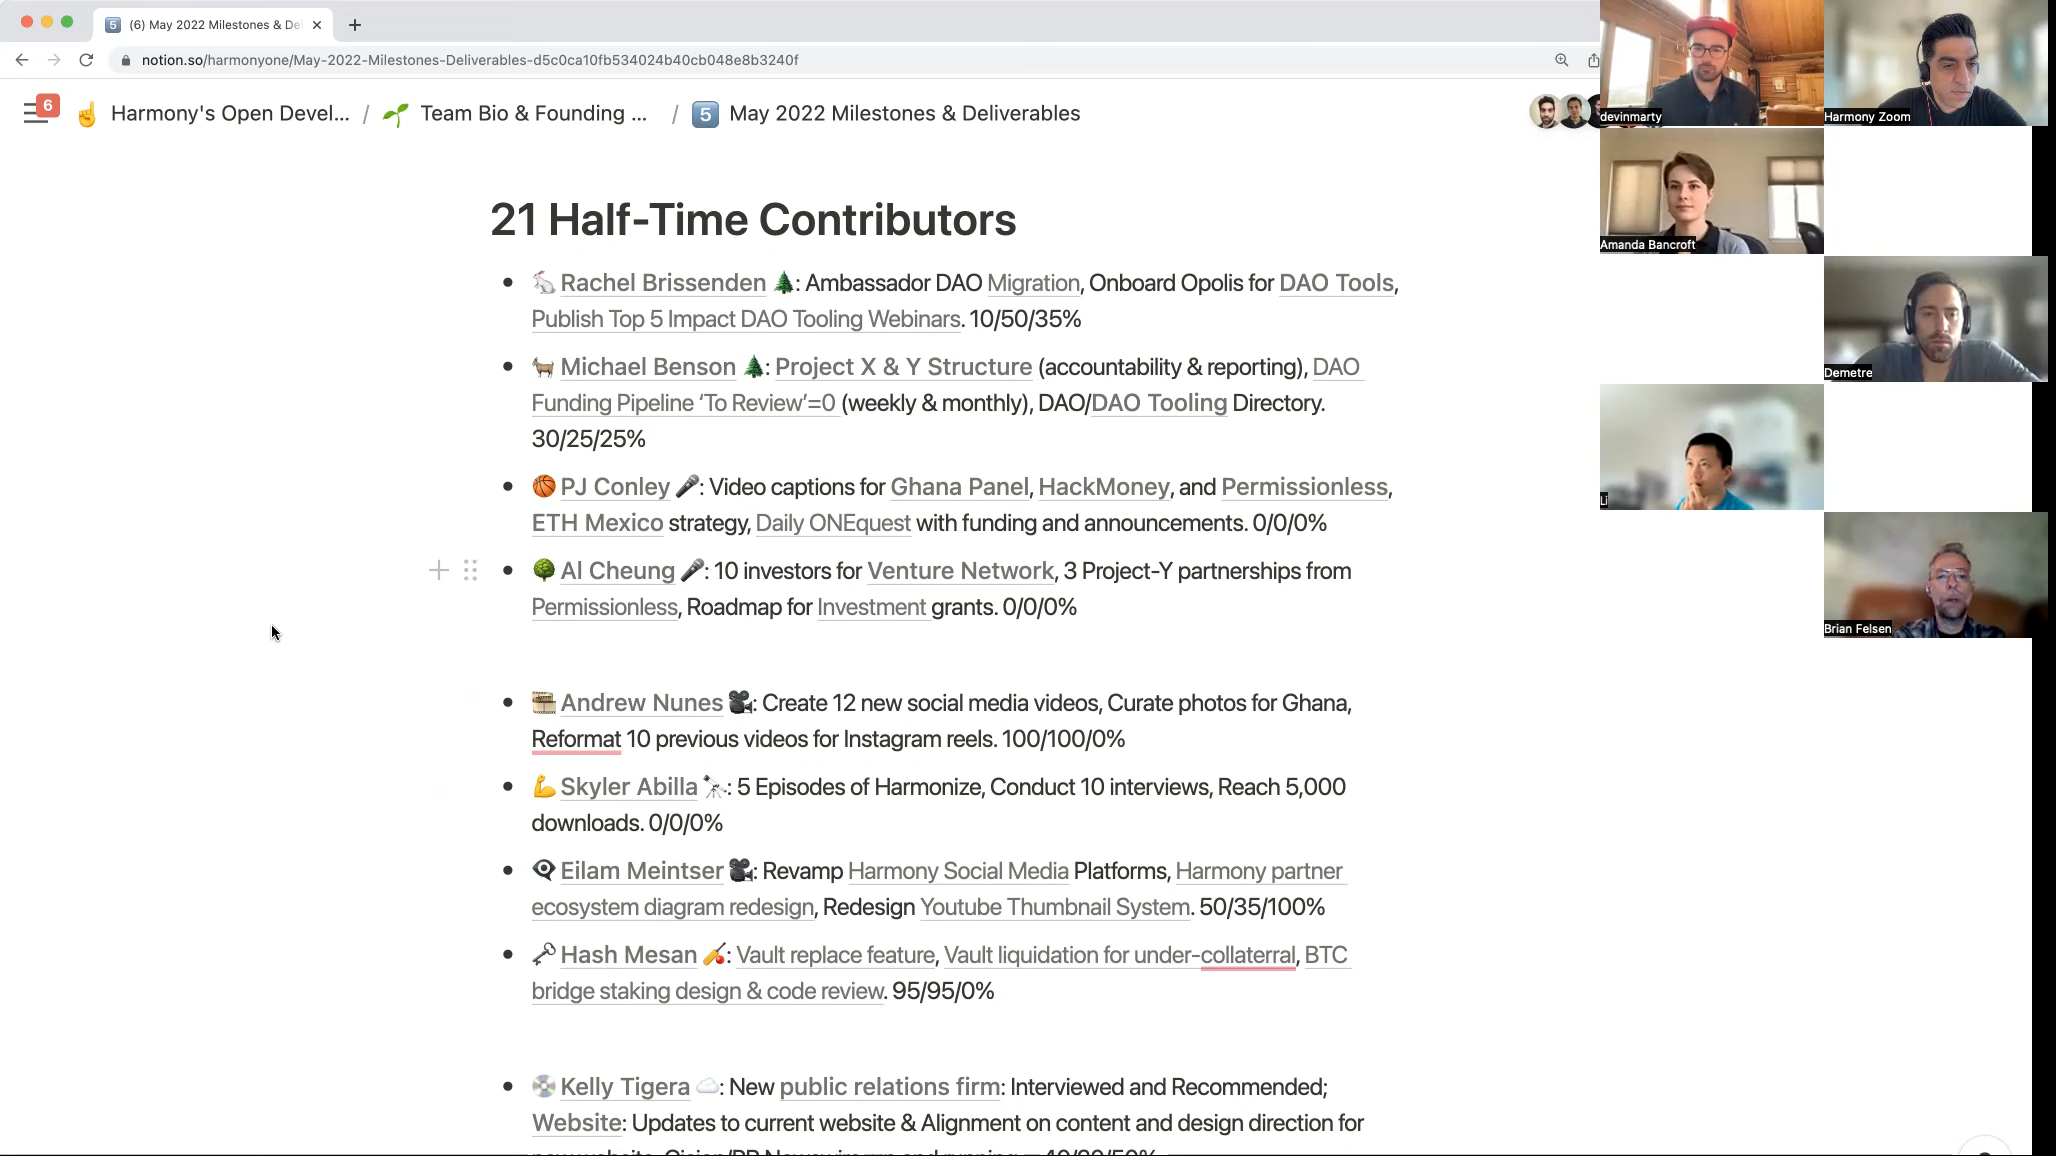 (6) May 2022 Milestones & De
notion.so/harmonyone/May-2022-Milestones-Deliverables-d5c0ca10fb534024b40cb048e8b3240f
6
Harmony's Open Devel... / Team Bio & Founding ... / 5 May 2022 Milestones & Deliverables
devinmarty
Harmony Zoom
Amanda Bancroft
Demetre
Li
Brian Felsen
21 Half-Time Contributors
Rachel Brissenden : Ambassador DAO Migration, Onboard Opolis for DAO Tools,
Publish Top 5 Impact DAO Tooling Webinars. 10/50/35%
Michael Benson : Project X & Y Structure (accountability & reporting), DAO
Funding Pipeline ‘To Review’=0 (weekly & monthly), DAO/DAO Tooling Directory.
30/25/25%
PJ Conley : Video captions for Ghana Panel, HackMoney, and Permissionless,
ETH Mexico strategy, Daily ONEquest with funding and announcements. 0/0/0%
Al Cheung : 10 investors for Venture Network, 3 Project-Y partnerships from
Permissionless, Roadmap for Investment grants. 0/0/0%
Andrew Nunes : Create 12 new social media videos, Curate photos for Ghana,
Reformat 10 previous videos for Instagram reels. 100/100/0%
Skyler Abilla : 5 Episodes of Harmonize, Conduct 10 interviews, Reach 5,000
downloads. 0/0/0%
Eilam Meintser : Revamp Harmony Social Media Platforms, Harmony partner
ecosystem diagram redesign, Redesign Youtube Thumbnail System. 50/35/100%
Hash Mesan : Vault replace feature, Vault liquidation for under-collaterral, BTC
bridge staking design & code review. 95/95/0%
Kelly Tigera : New public relations firm: Interviewed and Recommended;
Website: Updates to current website & Alignment on content and design direction for